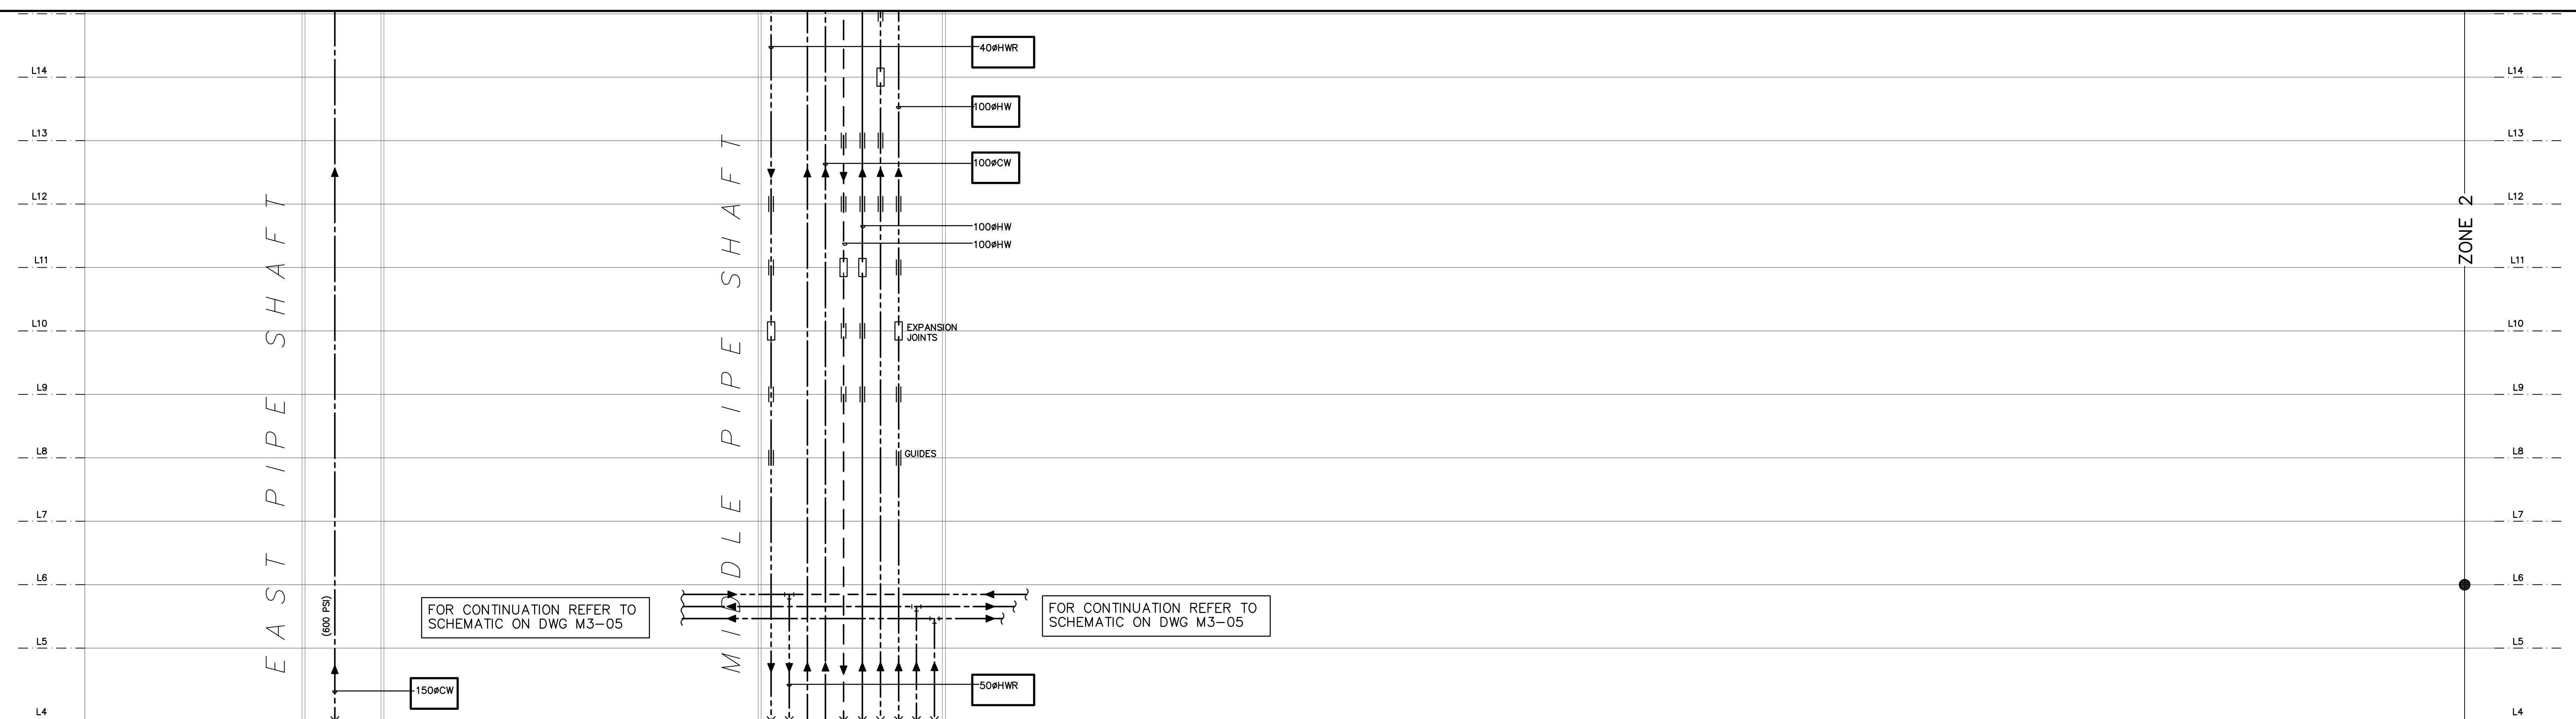 40øHWR
L14
L14
100øHW
L13
L13
100øCW
L12
L12
100øHW
100øHW
L11
L11
ZONE 2
L10
EXPANSION
JOINTS
L10
L9
L9
L8
GUIDES
L8
L7
L7
L6
L6
EAST PIPE SHAFT
MIDDLE PIPE SHAFT
(600 PSI)
FOR CONTINUATION REFER TO
SCHEMATIC ON DWG M3-05
FOR CONTINUATION REFER TO
SCHEMATIC ON DWG M3-05
L5
L5
150øCW
50øHWR
L4
L4